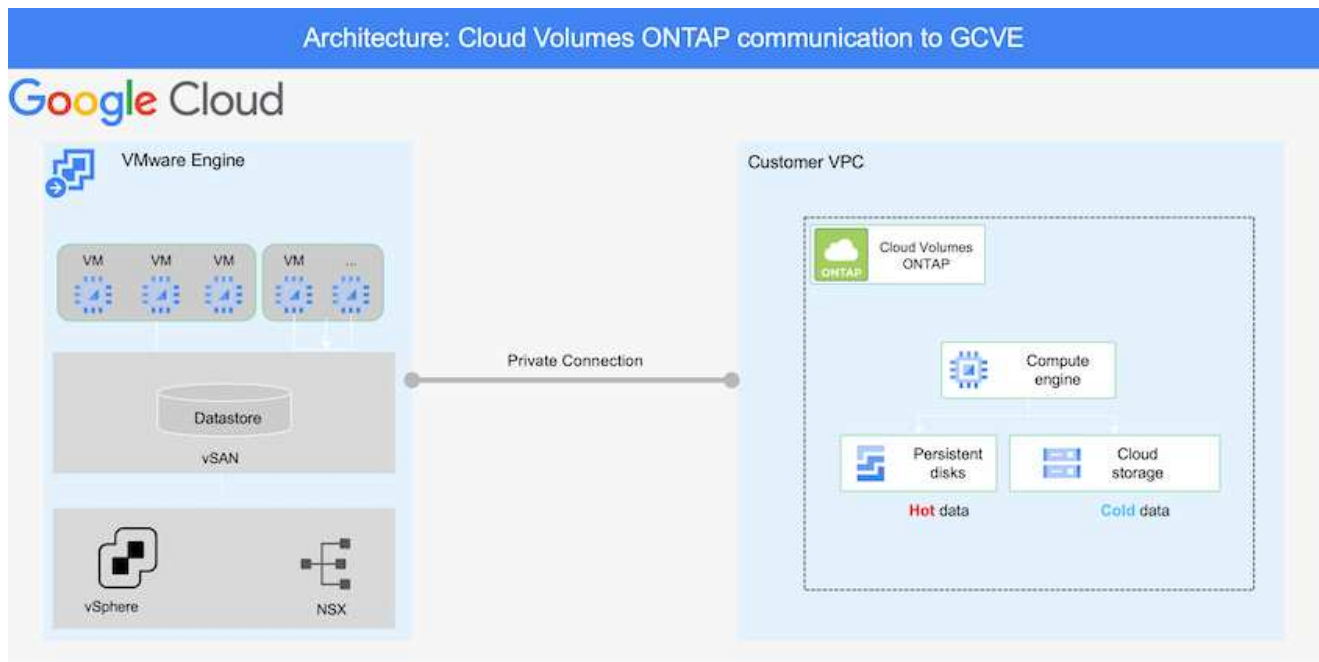 Architecture: Cloud Volumes ONTAP communication to GCVE
Google Cloud
VMware Engine
VM VM VM VM ...
Datastore
vSAN
vSphere
NSX
Private Connection
Customer VPC
ONTAP
Cloud Volumes
ONTAP
Compute
engine
Persistent
disks
Hot data
Cloud
storage
Cold data